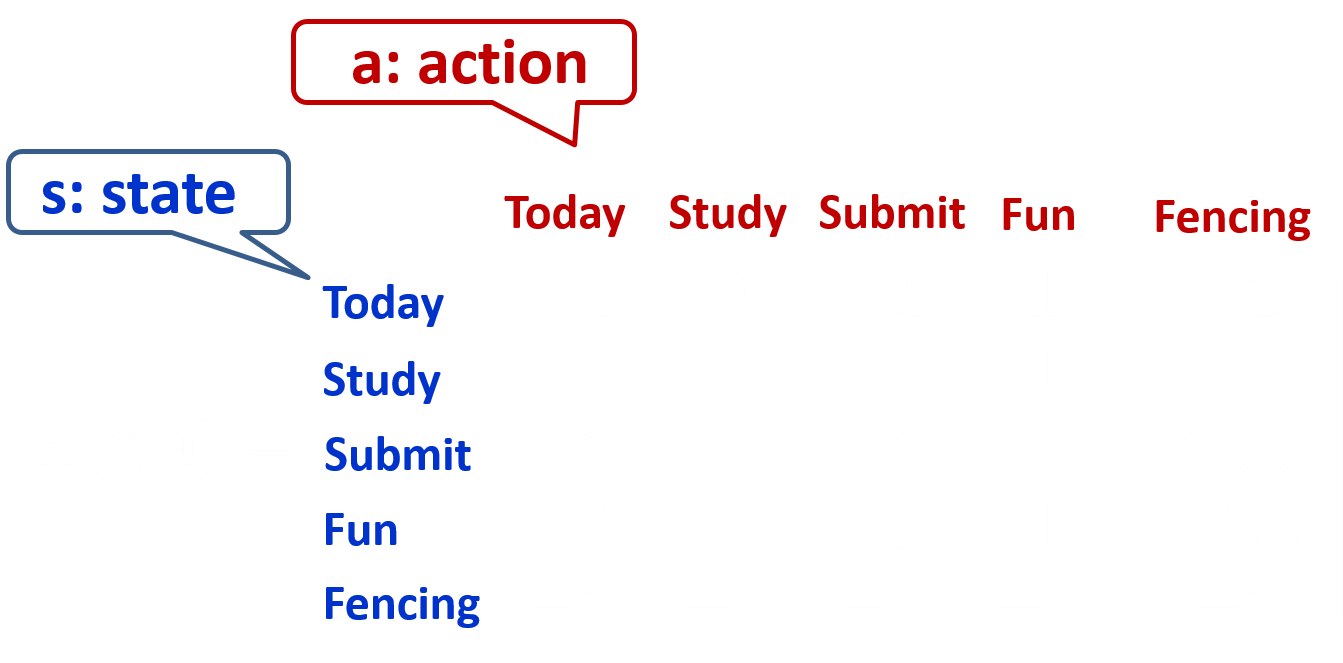 a: action
s: state
Today Study Submit Fun Fencing
Today
Study
Submit
Fun
Fencing